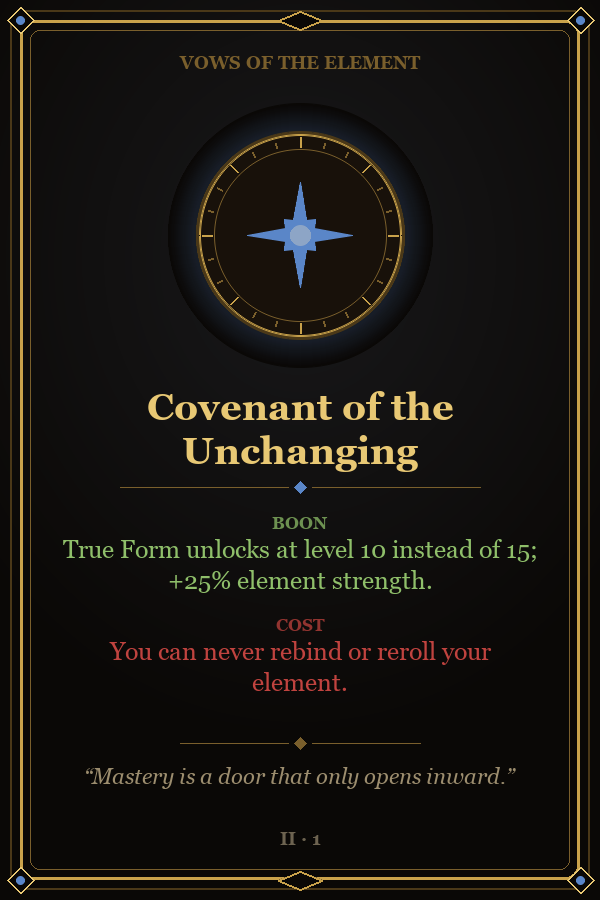 VOWS OF THE ELEMENT
Covenant of the
Unchanging
BOON
True Form unlocks at level 10 instead of 15;
+25% element strength.
COST
You can never rebind or reroll your
element.
“Mastery is a door that only opens inward.”
II · 1